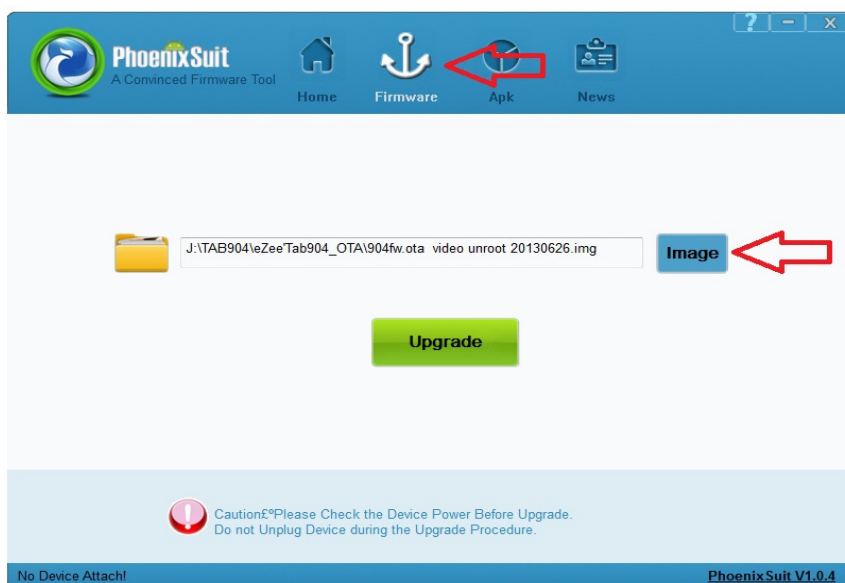 ? - x
PhoenixSuit
A Convinced Firmware Tool
Home Firmware Apk News
J:\TAB904\eZee'Tab904_OTA\904fw.ota video unroot 20130626.img
Image
Upgrade
Caution£ºPlease Check the Device Power Before Upgrade.
Do not Unplug Device during the Upgrade Procedure.
No Device Attach!
PhoenixSuit V1.0.4